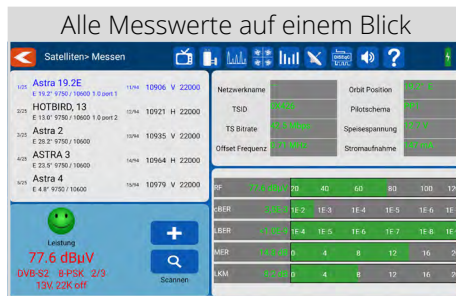 Alle Messwerte auf einem Blick
Satelliten> Messen
1/25 Astra 19.2E
E 19.2° 9750 / 10600 1.0 port 1
2/25 HOTBIRD, 13
E 13.0° 9750 / 10600 1.0 port 2
3/25 Astra 2
E 28.2° 9750 / 10600
4/25 ASTRA 3
E 23.5° 9750 / 10600
5/25 Astra 4
E 4.8° 9750 / 10600
11/94 10906 V 22000
12/94 10921 H 22000
13/94 10935 V 22000
14/94 10964 H 22000
15/94 10979 V 22000
Netzwerkname
TSID
TS Bitrate
Offset Frequenz
Orbit Position
Pilotschema
Speisespannung
Stromaufnahme
Leistung
77.6 dBµV
DVB-S2 8-PSK 2/3
13V, 22K off
Scannen
RF 20 40 60 80 100
cBER 1E-2 1E-3 1E-4 1E-5 1E-6
LBER 1E-4 1E-5 1E-6 1E-7 1E-8
MER 0 4 8 12 16
LKM 0 4 8 12 16